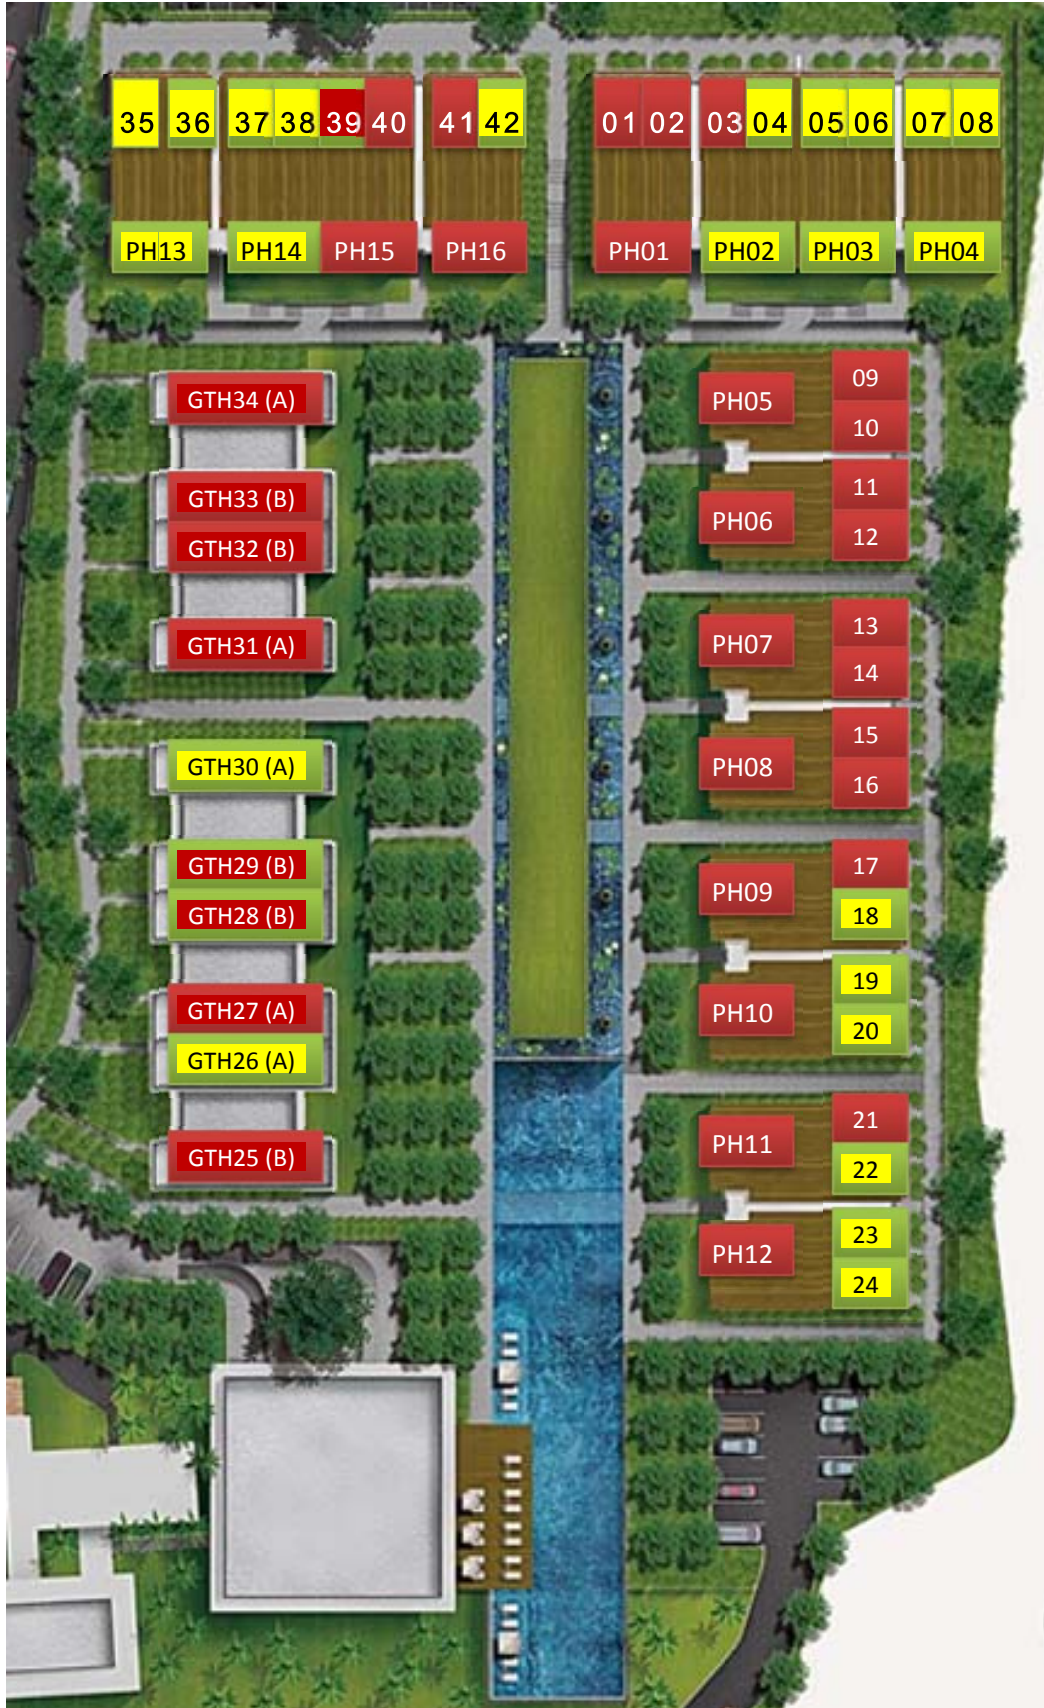 35 36 37 38 39 40 41 42 01 02 03 04 05 06 07 08
PH13 PH14 PH15 PH16 PH01 PH02 PH03 PH04
GTH34 (A)
GTH33 (B)
GTH32 (B)
GTH31 (A)
GTH30 (A)
GTH29 (B)
GTH28 (B)
GTH27 (A)
GTH26 (A)
GTH25 (B)
PH05
09
10
PH06
11
12
PH07
13
14
PH08
15
16
PH09
17
18
PH10
19
20
PH11
21
22
PH12
23
24